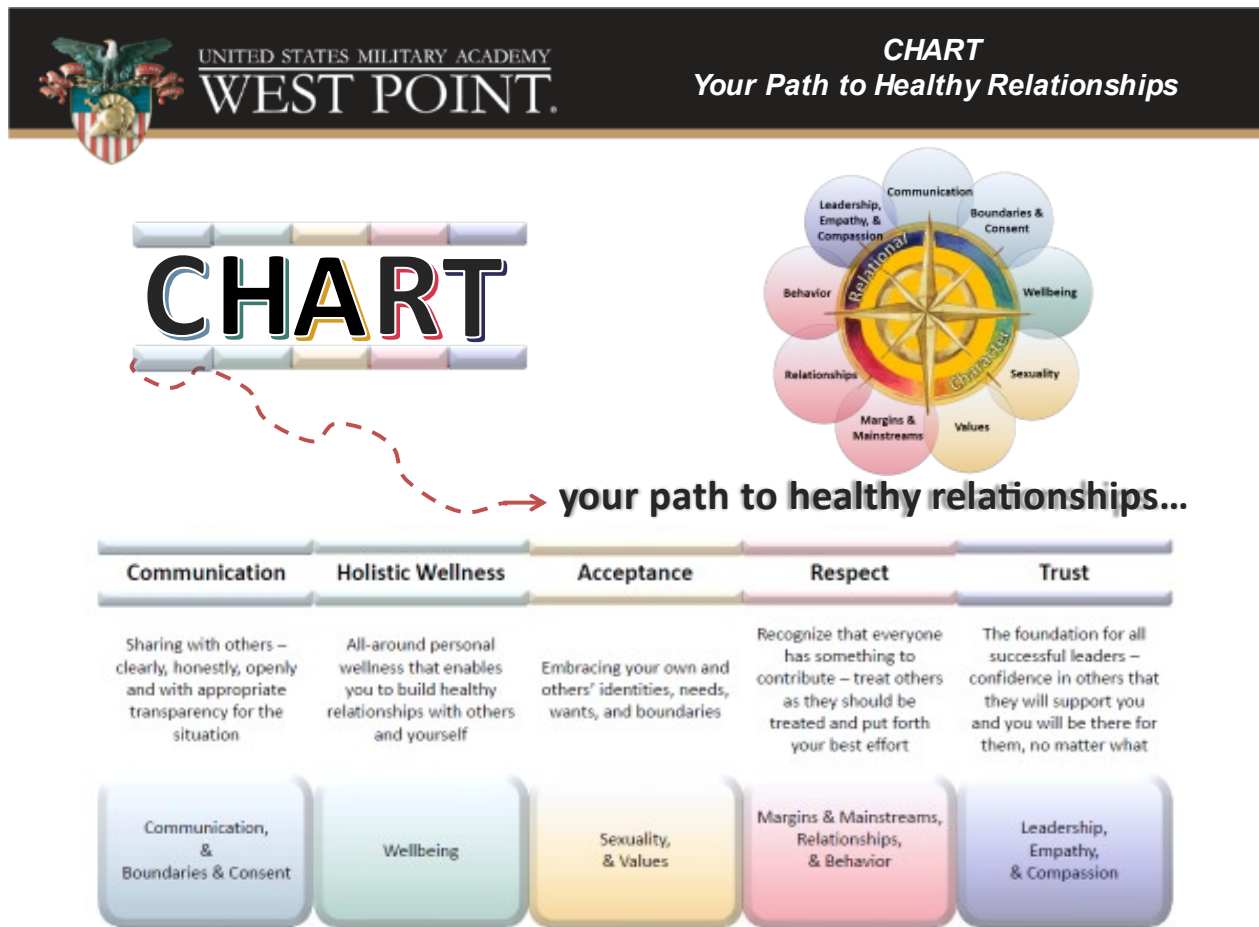 UNITED STATES MILITARY ACADEMY
WEST POINT.
CHART
Your Path to Healthy Relationships
CHART
Communication
Leadership,
Empathy, &
Compassion
Boundaries &
Consent
Relational
Behavior
Wellbeing
Relationships
Sexuality
Character
Margins &
Mainstreams
Values
your path to healthy relationships...
Communication
Holistic Wellness
Acceptance
Respect
Trust
Sharing with others –
clearly, honestly, openly
and with appropriate
transparency for the
situation
All-around personal
wellness that enables
you to build healthy
relationships with others
and yourself
Embracing your own and
others' identities, needs,
wants, and boundaries
Recognize that everyone
has something to
contribute – treat others
as they should be
treated and put forth
your best effort
The foundation for all
successful leaders –
confidence in others that
they will support you
and you will be there for
them, no matter what
Communication,
&
Boundaries & Consent
Wellbeing
Sexuality,
& Values
Margins & Mainstreams,
Relationships,
& Behavior
Leadership,
Empathy,
& Compassion